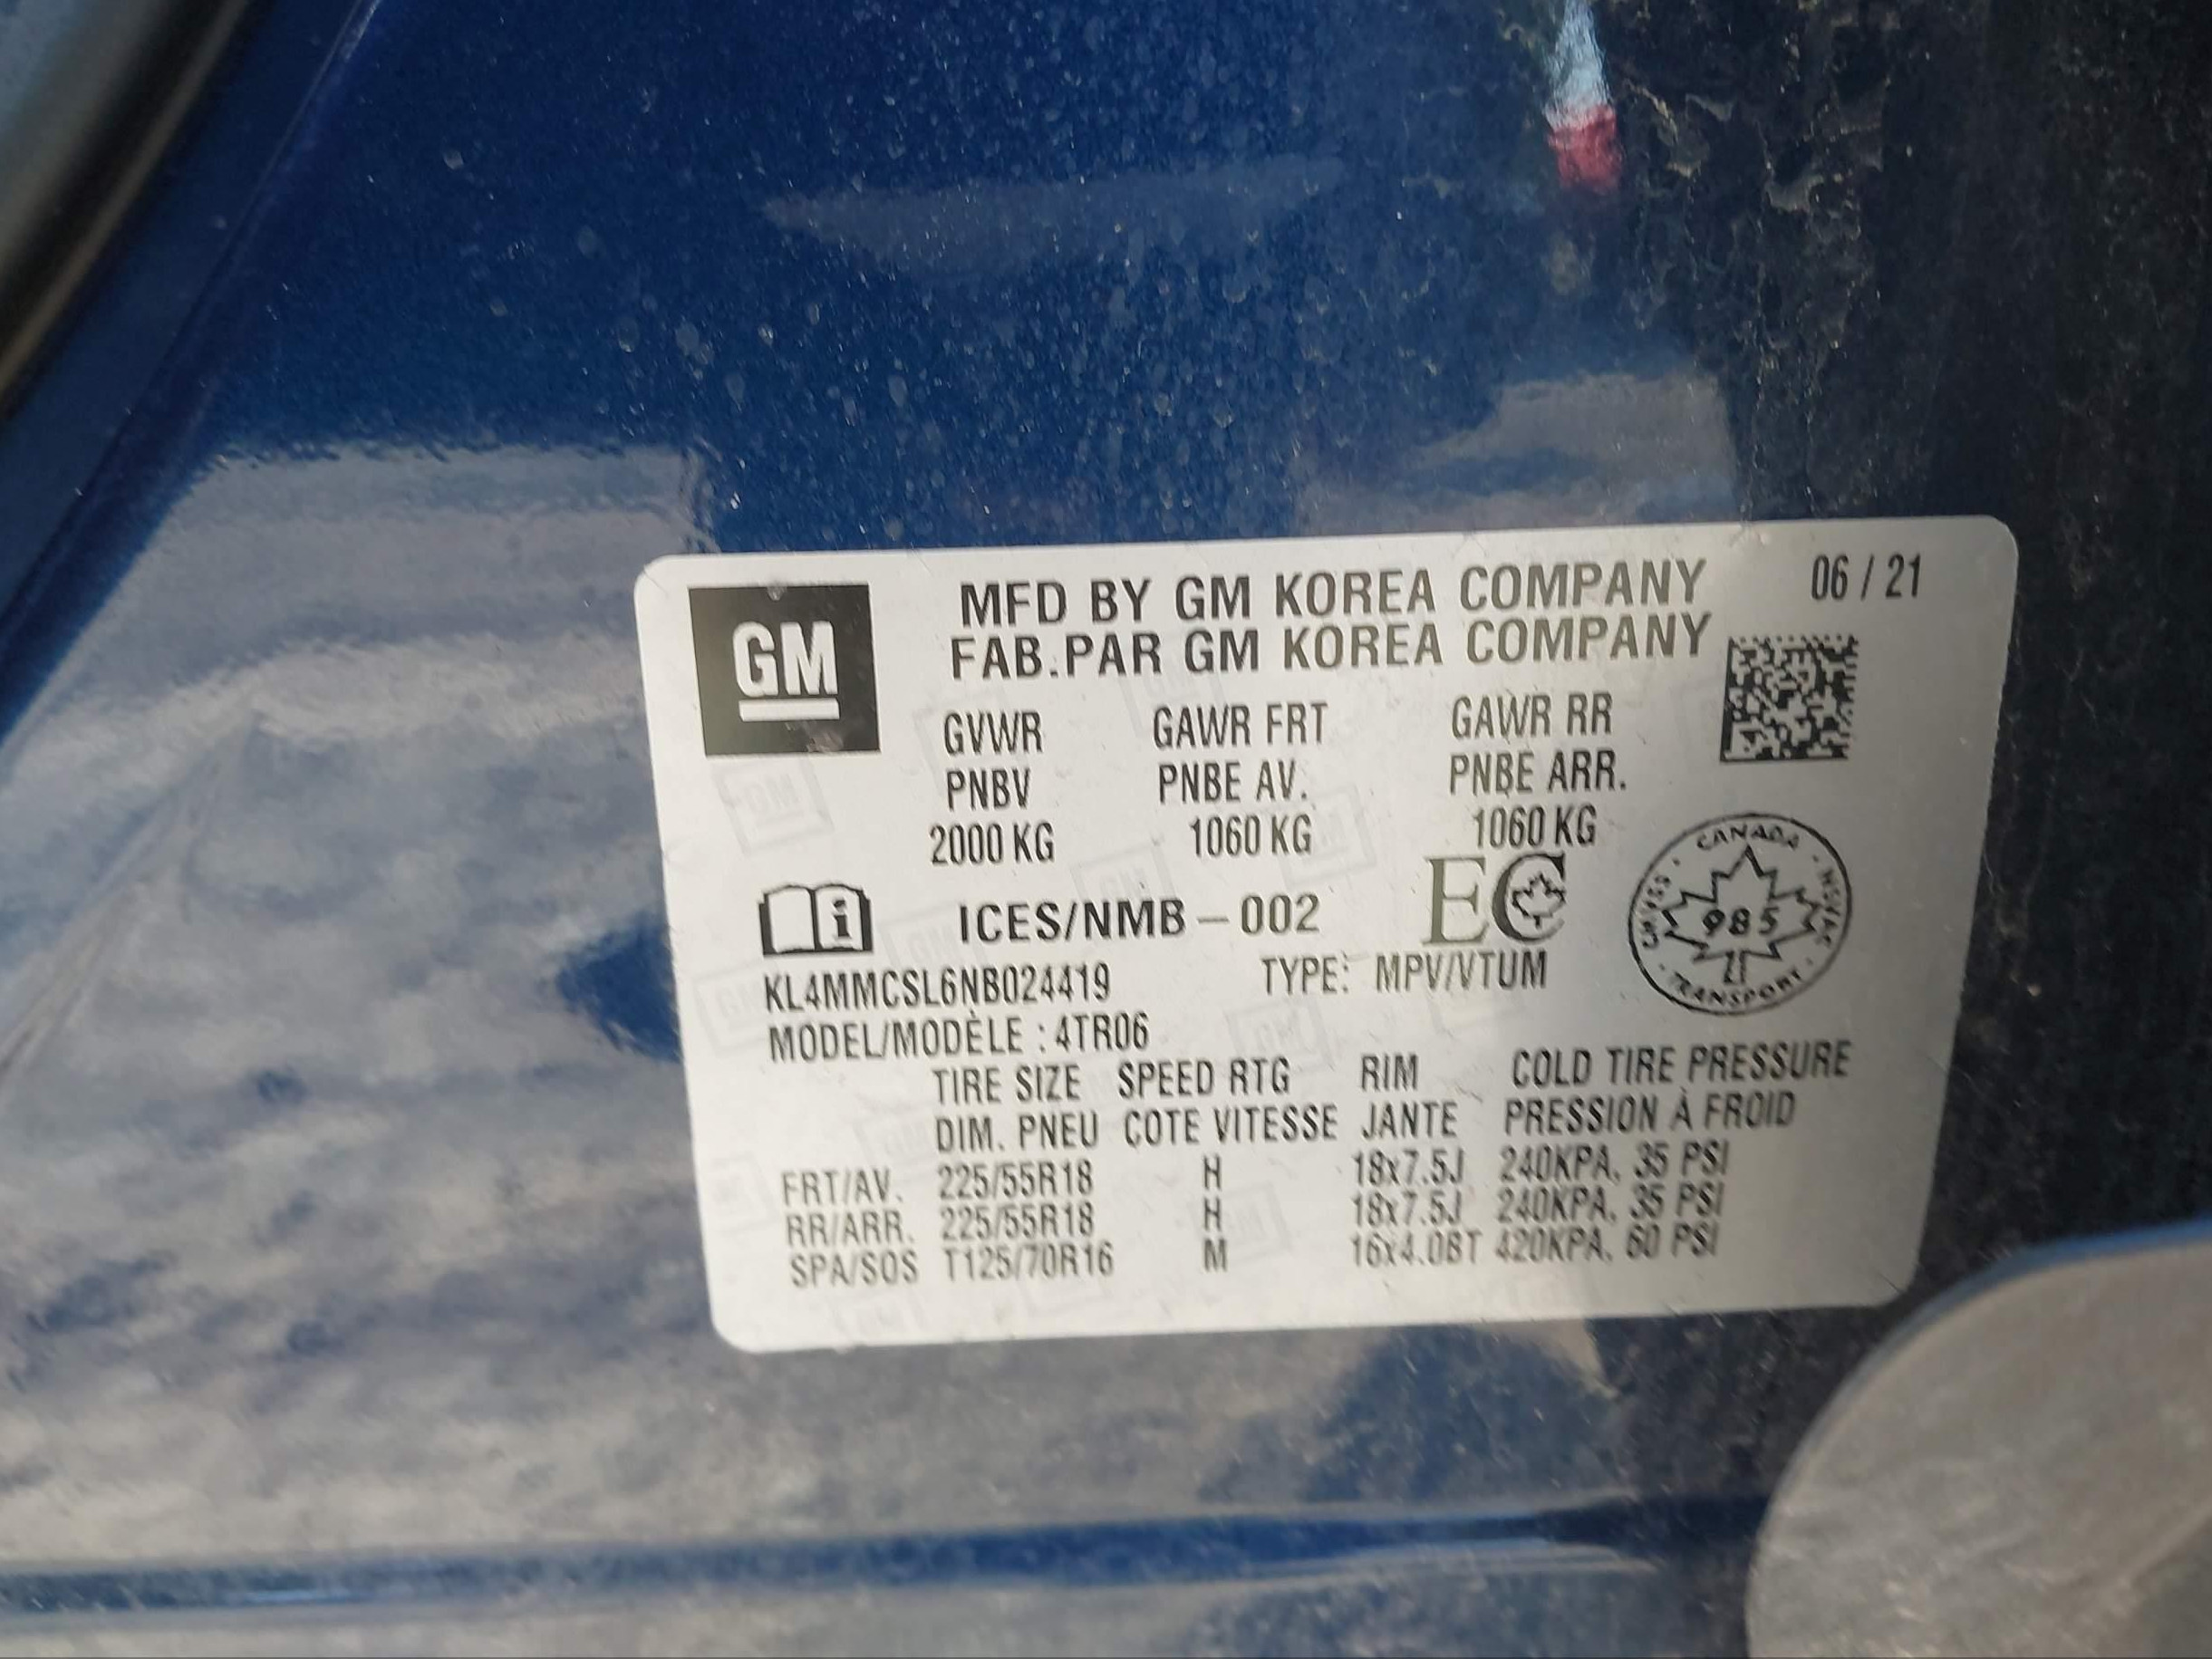 GM
MFD BY GM KOREA COMPANY 06 / 21
FAB.PAR GM KOREA COMPANY
GVWR GAWR FRT GAWR RR
PNBV PNBE AV. PNBE ARR.
2000 KG 1060 KG 1060 KG
i ICES/NMB - 002 EC
CANADA · NSVAC · TRANSPORT · CMVSS ·
985
21
KL4MMCSL6NB024419 TYPE: MPV/VTUM
MODEL/MODÈLE : 4TR06
TIRE SIZE SPEED RTG RIM COLD TIRE PRESSURE
DIM. PNEU COTE VITESSE JANTE PRESSION À FROID
FRT/AV. 225/55R18 H 18x7.5J 240KPA, 35 PSI
RR/ARR. 225/55R18 H 18x7.5J 240KPA, 35 PSI
SPA/SOS T125/70R16 M 16x4.0BT 420KPA, 60 PSI